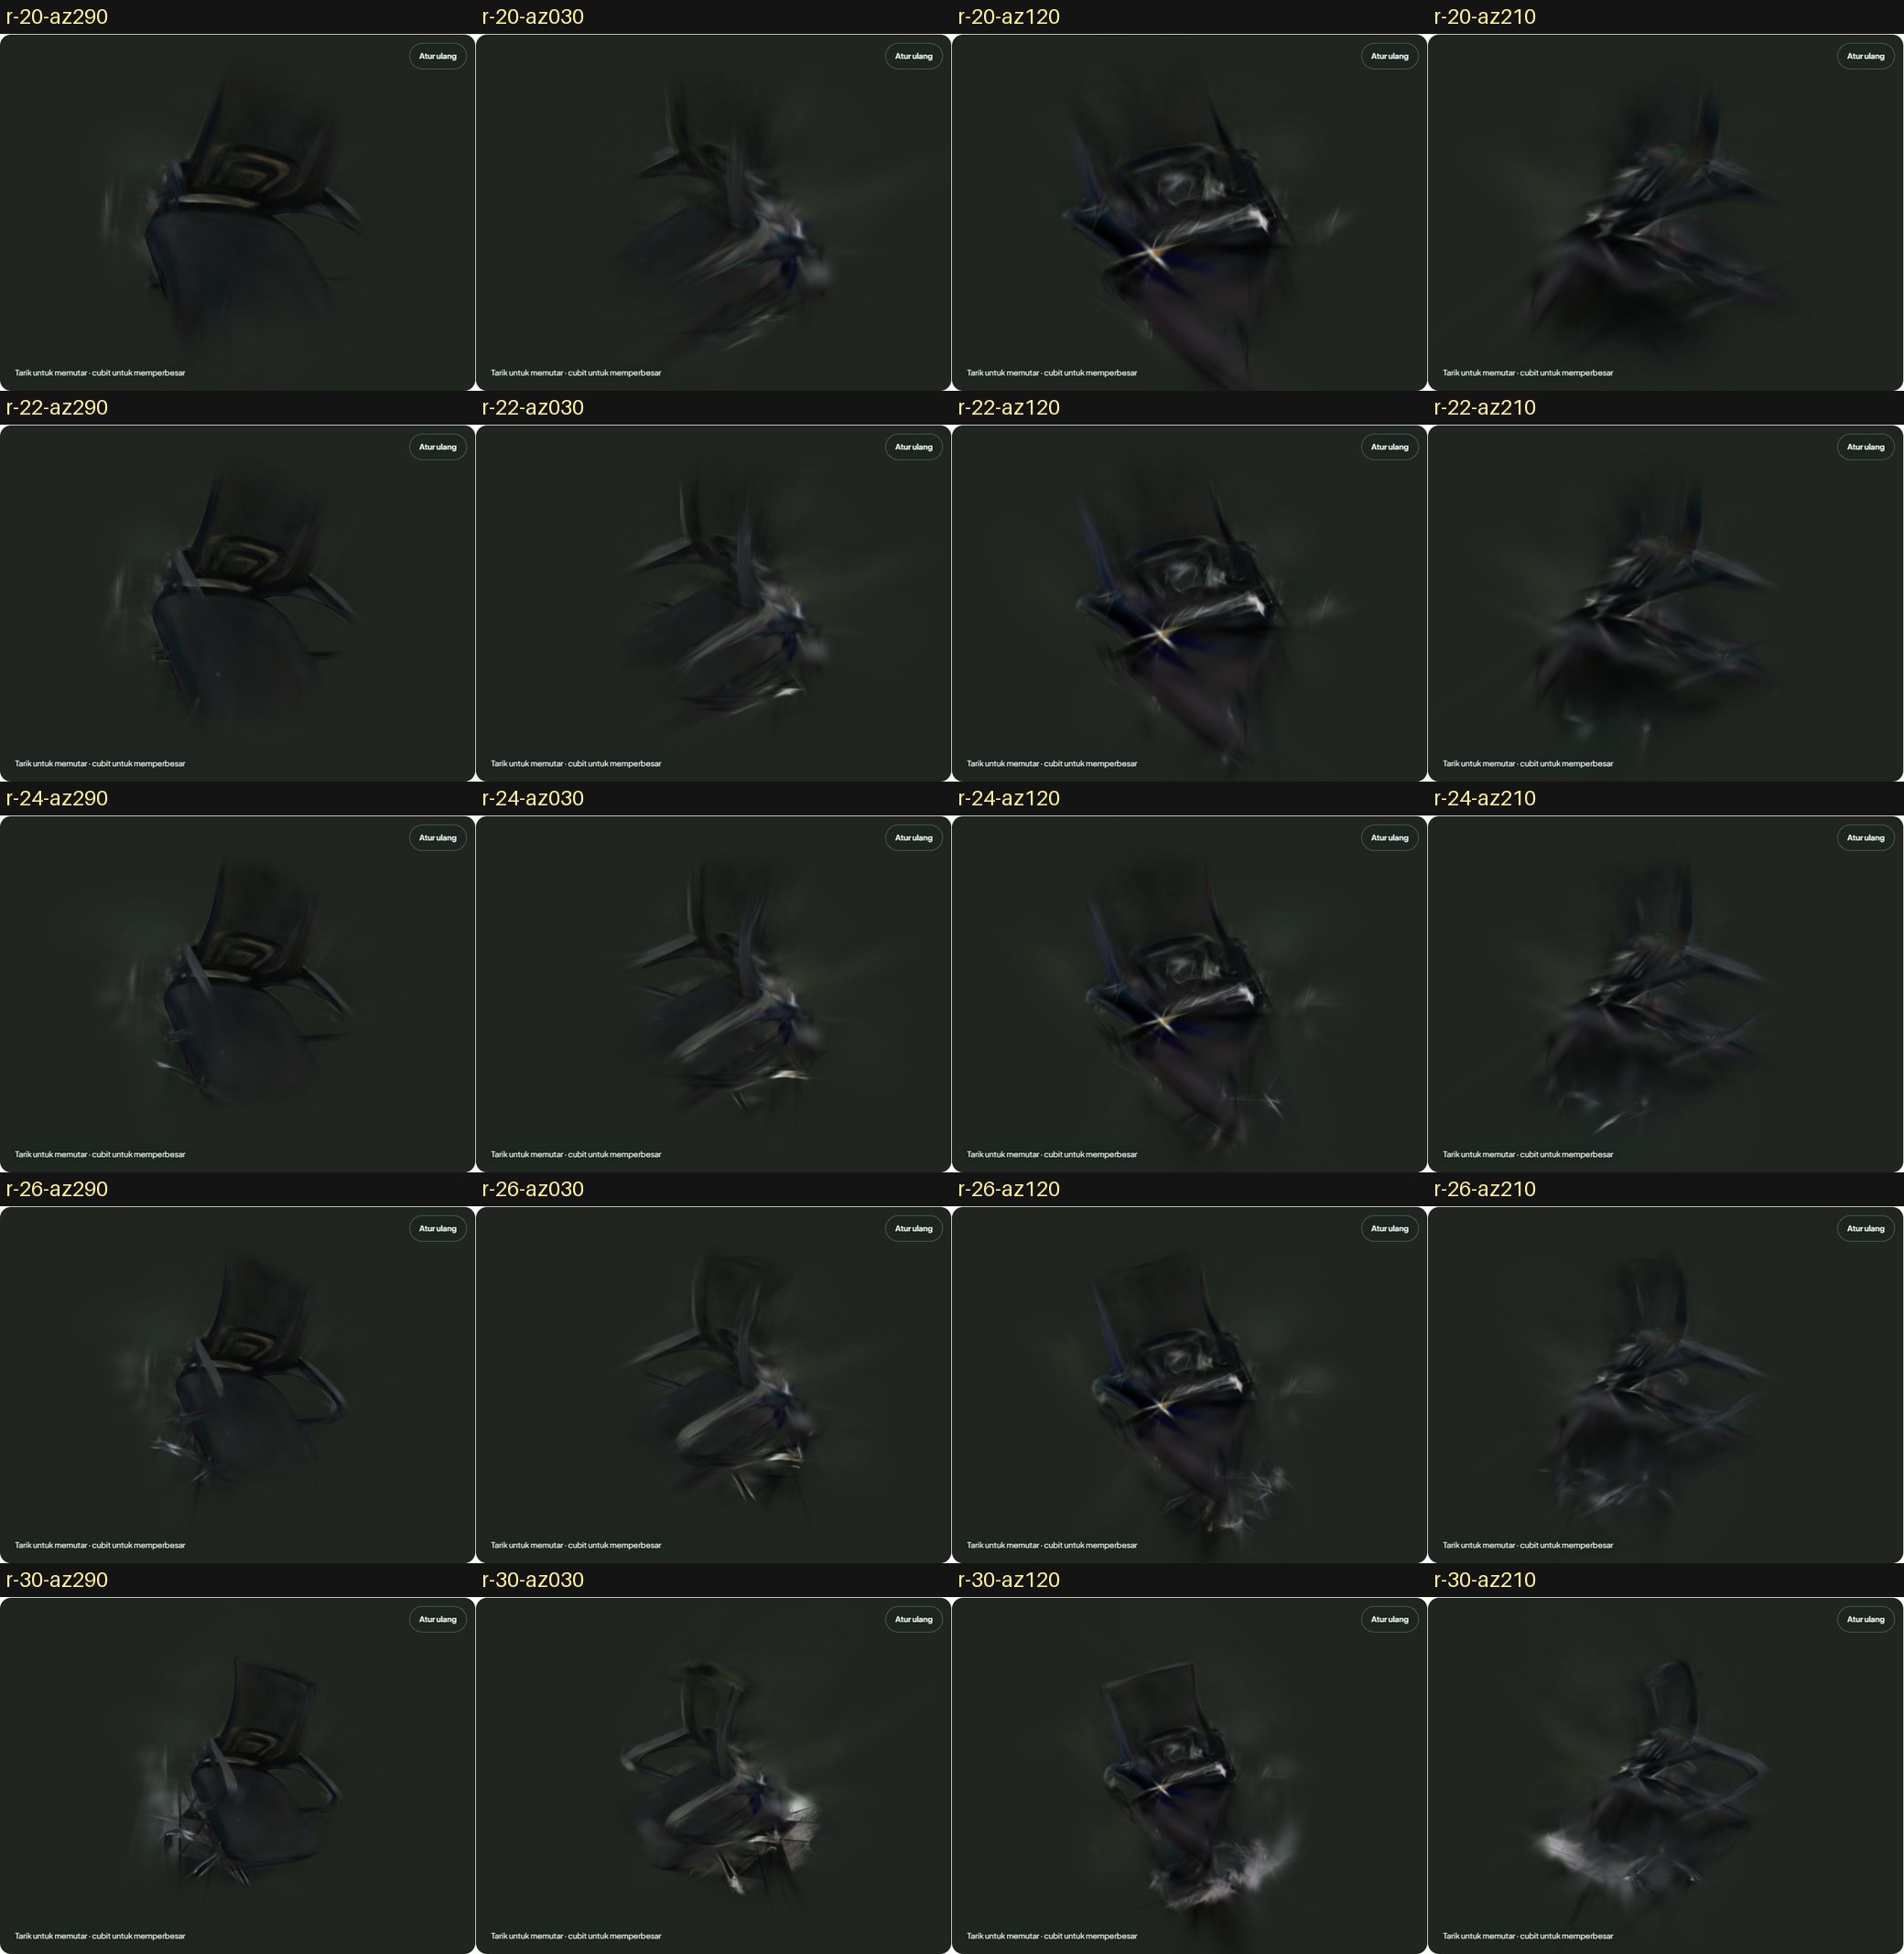 r-20-az290 r-20-az030 r-20-az120 r-20-az210
Atur ulang Atur ulang Atur ulang Atur ulang
Tarik untuk memutar · cubit untuk memperbesar Tarik untuk memutar · cubit untuk memperbesar Tarik untuk memutar · cubit untuk memperbesar Tarik untuk memutar · cubit untuk memperbesar
r-22-az290 r-22-az030 r-22-az120 r-22-az210
Atur ulang Atur ulang Atur ulang Atur ulang
Tarik untuk memutar · cubit untuk memperbesar Tarik untuk memutar · cubit untuk memperbesar Tarik untuk memutar · cubit untuk memperbesar Tarik untuk memutar · cubit untuk memperbesar
r-24-az290 r-24-az030 r-24-az120 r-24-az210
Atur ulang Atur ulang Atur ulang Atur ulang
Tarik untuk memutar · cubit untuk memperbesar Tarik untuk memutar · cubit untuk memperbesar Tarik untuk memutar · cubit untuk memperbesar Tarik untuk memutar · cubit untuk memperbesar
r-26-az290 r-26-az030 r-26-az120 r-26-az210
Atur ulang Atur ulang Atur ulang Atur ulang
Tarik untuk memutar · cubit untuk memperbesar Tarik untuk memutar · cubit untuk memperbesar Tarik untuk memutar · cubit untuk memperbesar Tarik untuk memutar · cubit untuk memperbesar
r-30-az290 r-30-az030 r-30-az120 r-30-az210
Atur ulang Atur ulang Atur ulang Atur ulang
Tarik untuk memutar · cubit untuk memperbesar Tarik untuk memutar · cubit untuk memperbesar Tarik untuk memutar · cubit untuk memperbesar Tarik untuk memutar · cubit untuk memperbesar